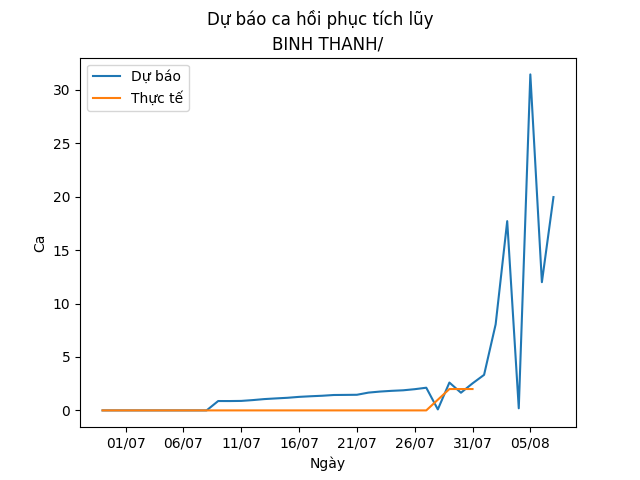 Dự báo ca hồi phục tích lũy
BINH THANH/
Dự báo
Thực tế
30
25
20
15
10
5
0
Ca
01/07 06/07 11/07 16/07 21/07 26/07 31/07 05/08
Ngày